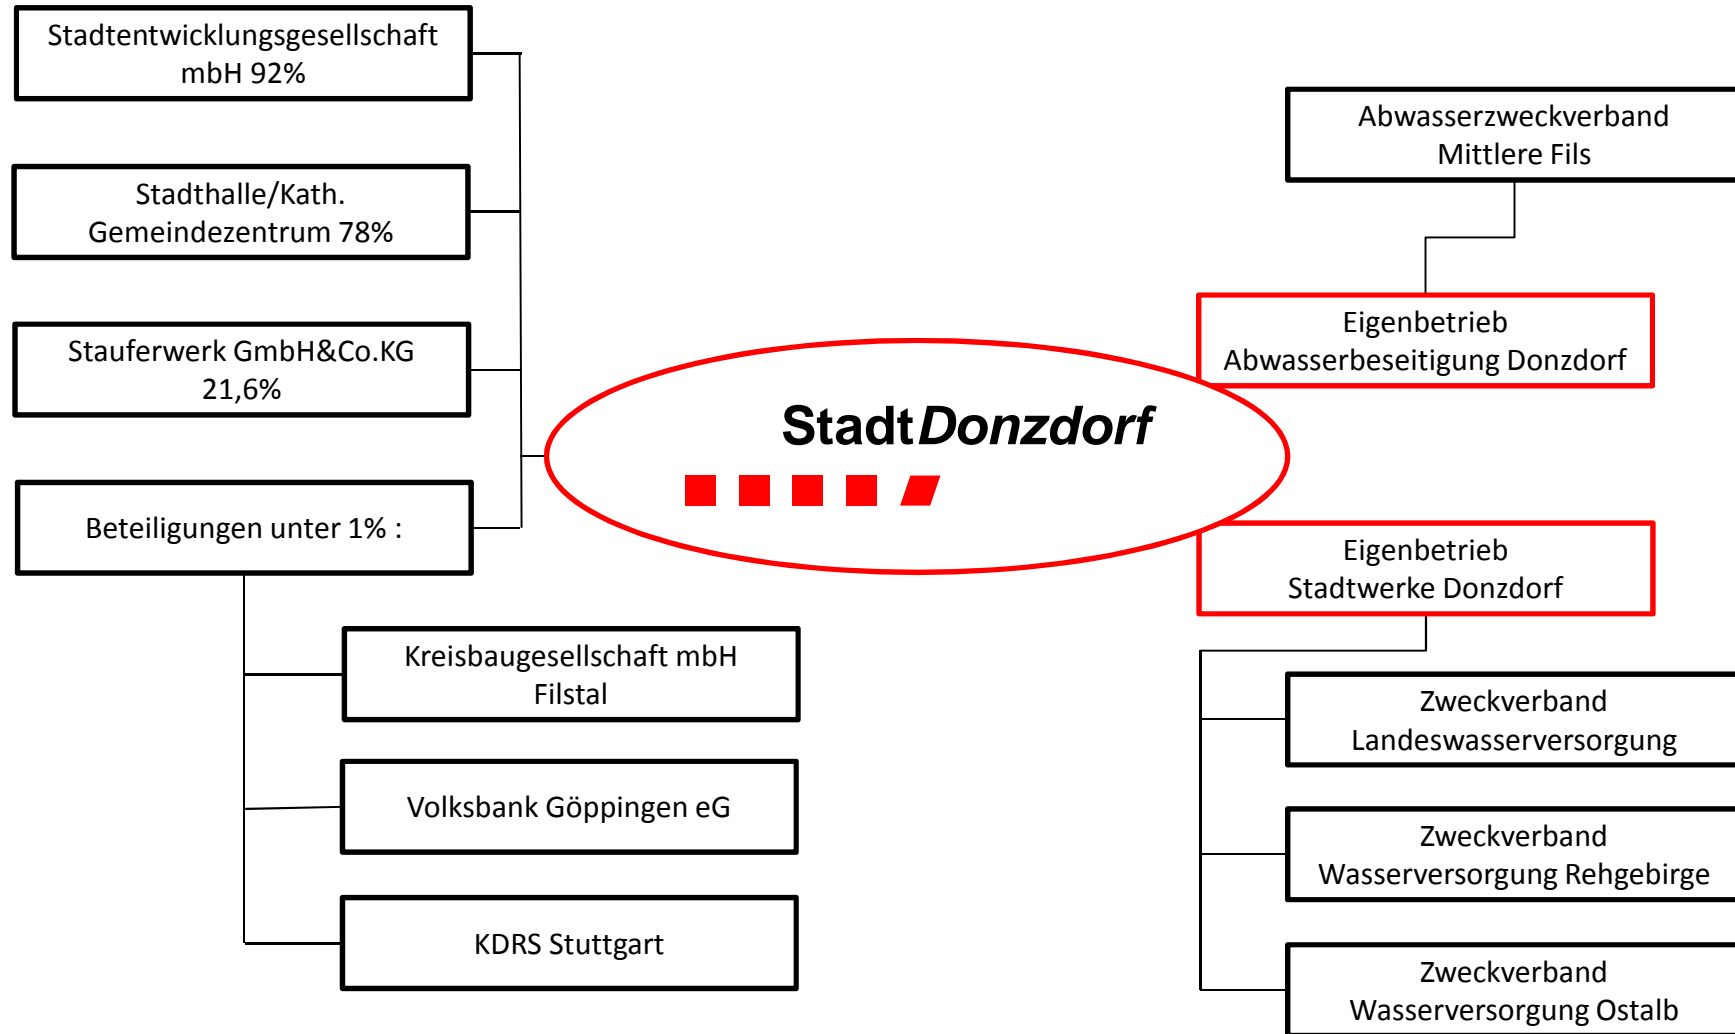 Stadtentwicklungsgesellschaft
mbH 92%
Stadthalle/Kath.
Gemeindezentrum 78%
Stauferwerk GmbH&Co.KG
21,6%
Beteiligungen unter 1% :
Kreisbaugesellschaft mbH
Filstal
Volksbank Göppingen eG
KDRS Stuttgart
StadtDonzdorf
Abwasserzweckverband
Mittlere Fils
Eigenbetrieb
Abwasserbeseitigung Donzdorf
Eigenbetrieb
Stadtwerke Donzdorf
Zweckverband
Landeswasserversorgung
Zweckverband
Wasserversorgung Rehgebirge
Zweckverband
Wasserversorgung Ostalb